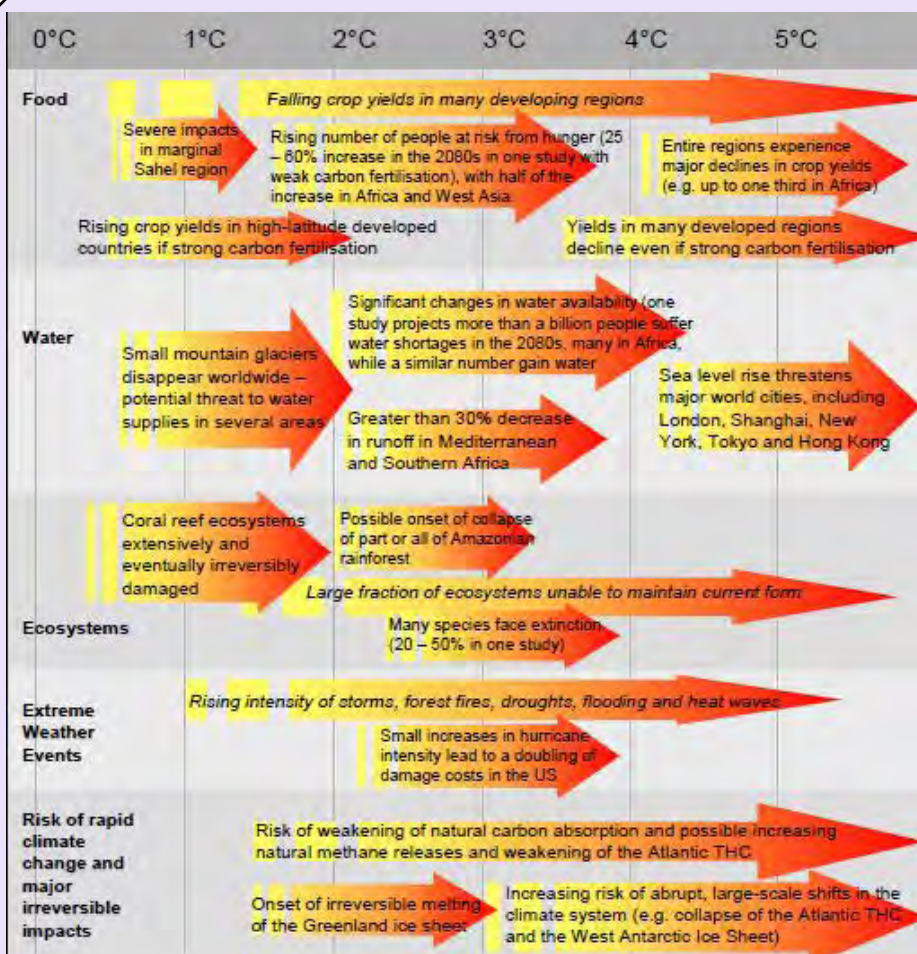 0°C 1°C 2°C 3°C 4°C 5°C
Food
Falling crop yields in many developing regions
Severe impacts
in marginal
Sahel region
Rising number of people at risk from hunger (25
– 60% increase in the 2080s in one study with
weak carbon fertilisation), with half of the
increase in Africa and West Asia.
Entire regions experience
major declines in crop yields
(e.g. up to one third in Africa)
Rising crop yields in high-latitude developed
countries if strong carbon fertilisation
Yields in many developed regions
decline even if strong carbon fertilisation
Water
Small mountain glaciers
disappear worldwide –
potential threat to water
supplies in several areas
Significant changes in water availability (one
study projects more than a billion people suffer
water shortages in the 2080s, many in Africa,
while a similar number gain water
Greater than 30% decrease
in runoff in Mediterranean
and Southern Africa
Sea level rise threatens
major world cities, including
London, Shanghai, New
York, Tokyo and Hong Kong
Ecosystems
Coral reef ecosystems
extensively and
eventually irreversibly
damaged
Possible onset of collapse
of part or all of Amazonian
rainforest
Large fraction of ecosystems unable to maintain current form
Many species face extinction
(20 – 50% in one study)
Extreme
Weather
Events
Rising intensity of storms, forest fires, droughts, flooding and heat waves
Small increases in hurricane
intensity lead to a doubling of
damage costs in the US
Risk of rapid
climate
change and
major
irreversible
impacts
Risk of weakening of natural carbon absorption and possible increasing
natural methane releases and weakening of the Atlantic THC
Onset of irreversible melting
of the Greenland ice sheet
Increasing risk of abrupt, large-scale shifts in the
climate system (e.g. collapse of the Atlantic THC
and the West Antarctic Ice Sheet)